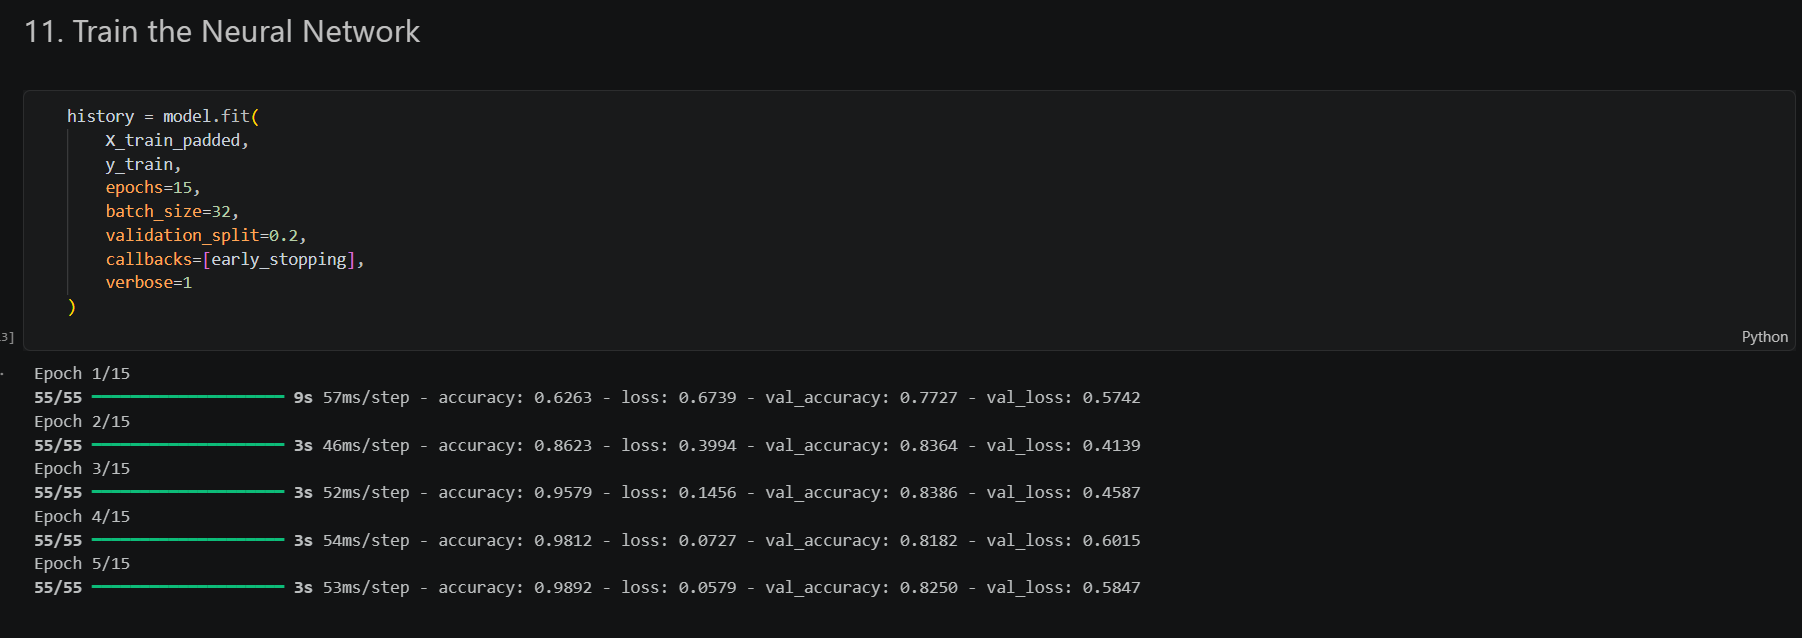 11. Train the Neural Network
history = model.fit(
X_train_padded,
y_train,
epochs=15,
batch_size=32,
validation_split=0.2,
callbacks=[early_stopping],
verbose=1
)
3]
Python
Epoch 1/15
55/55 9s 57ms/step - accuracy: 0.6263 - loss: 0.6739 - val_accuracy: 0.7727 - val_loss: 0.5742
Epoch 2/15
55/55 3s 46ms/step - accuracy: 0.8623 - loss: 0.3994 - val_accuracy: 0.8364 - val_loss: 0.4139
Epoch 3/15
55/55 3s 52ms/step - accuracy: 0.9579 - loss: 0.1456 - val_accuracy: 0.8386 - val_loss: 0.4587
Epoch 4/15
55/55 3s 54ms/step - accuracy: 0.9812 - loss: 0.0727 - val_accuracy: 0.8182 - val_loss: 0.6015
Epoch 5/15
55/55 3s 53ms/step - accuracy: 0.9892 - loss: 0.0579 - val_accuracy: 0.8250 - val_loss: 0.5847